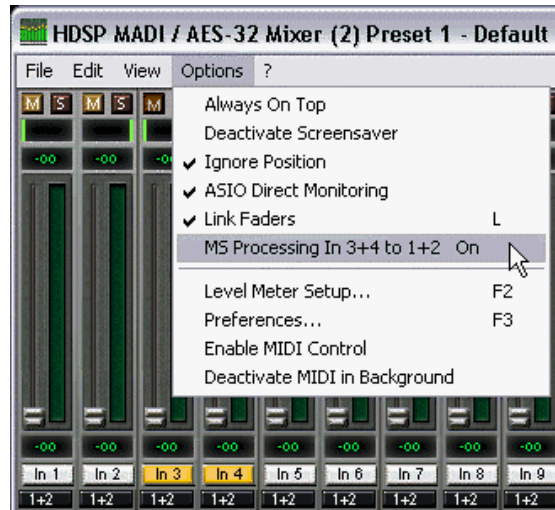 HDSP MADI / AES-32 Mixer (2) Preset 1 - Default
File Edit View Options ?
M S M S M
Always On Top
Deactivate Screensaver
Ignore Position
ASIO Direct Monitoring
Link Faders L
MS Processing In 3+4 to 1+2 On
Level Meter Setup... F2
Preferences... F3
Enable MIDI Control
Deactivate MIDI in Background
-oo -oo -oo
-oo -oo -oo -oo -oo -oo -oo -oo -oo
In 1 In 2 In 3 In 4 In 5 In 6 In 7 In 8 In 9
1+2 1+2 1+2 1+2 1+2 1+2 1+2 1+2 1+2